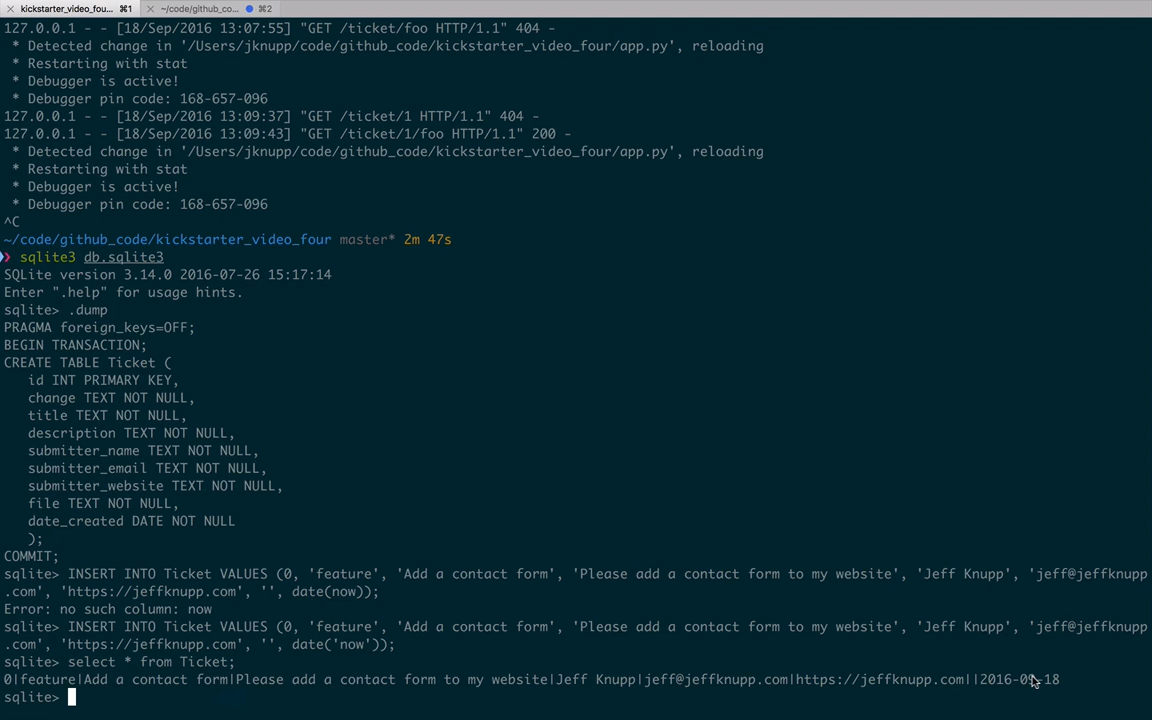 kickstarter_video_fou... ⌘1
~/code/github_co... ⌘2
127.0.0.1 - - [18/Sep/2016 13:07:55] "GET /ticket/foo HTTP/1.1" 404 -
* Detected change in '/Users/jknupp/code/github_code/kickstarter_video_four/app.py', reloading
* Restarting with stat
* Debugger is active!
* Debugger pin code: 168-657-096
127.0.0.1 - - [18/Sep/2016 13:09:37] "GET /ticket/1 HTTP/1.1" 404 -
127.0.0.1 - - [18/Sep/2016 13:09:43] "GET /ticket/1/foo HTTP/1.1" 200 -
* Detected change in '/Users/jknupp/code/github_code/kickstarter_video_four/app.py', reloading
* Restarting with stat
* Debugger is active!
* Debugger pin code: 168-657-096
^C
~/code/github_code/kickstarter_video_four master* 2m 47s
❯ sqlite3 db.sqlite3
SQLite version 3.14.0 2016-07-26 15:17:14
Enter ".help" for usage hints.
sqlite> .dump
PRAGMA foreign_keys=OFF;
BEGIN TRANSACTION;
CREATE TABLE Ticket (
id INT PRIMARY KEY,
change TEXT NOT NULL,
title TEXT NOT NULL,
description TEXT NOT NULL,
submitter_name TEXT NOT NULL,
submitter_email TEXT NOT NULL,
submitter_website TEXT NOT NULL,
file TEXT NOT NULL,
date_created DATE NOT NULL
);
COMMIT;
sqlite> INSERT INTO Ticket VALUES (0, 'feature', 'Add a contact form', 'Please add a contact form to my website', 'Jeff Knupp', 'jeff@jeffknupp
.com', 'https://jeffknupp.com', '', date(now));
Error: no such column: now
sqlite> INSERT INTO Ticket VALUES (0, 'feature', 'Add a contact form', 'Please add a contact form to my website', 'Jeff Knupp', 'jeff@jeffknupp
.com', 'https://jeffknupp.com', '', date('now'));
sqlite> select * from Ticket;
0|feature|Add a contact form|Please add a contact form to my website|Jeff Knupp|jeff@jeffknupp.com|https://jeffknupp.com||2016-09-18
sqlite>